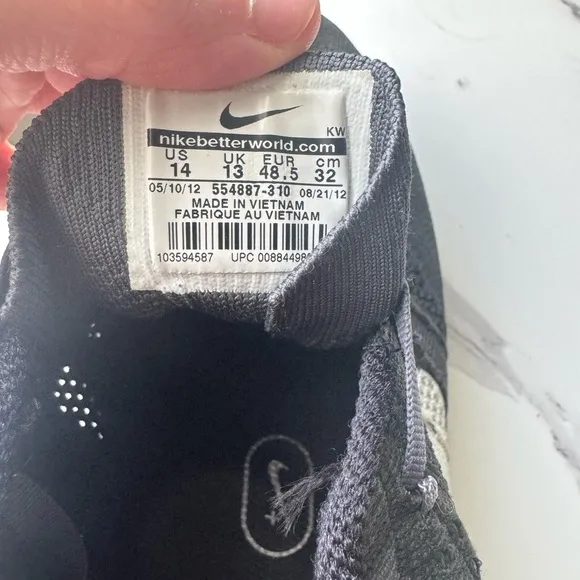 KW
nikebetterworld.com
US UK EUR cm
14 13 48.5 32
05/10/12 554887-310 08/21/12
MADE IN VIETNAM
FABRIQUE AU VIETNAM
103594587 UPC 00884498